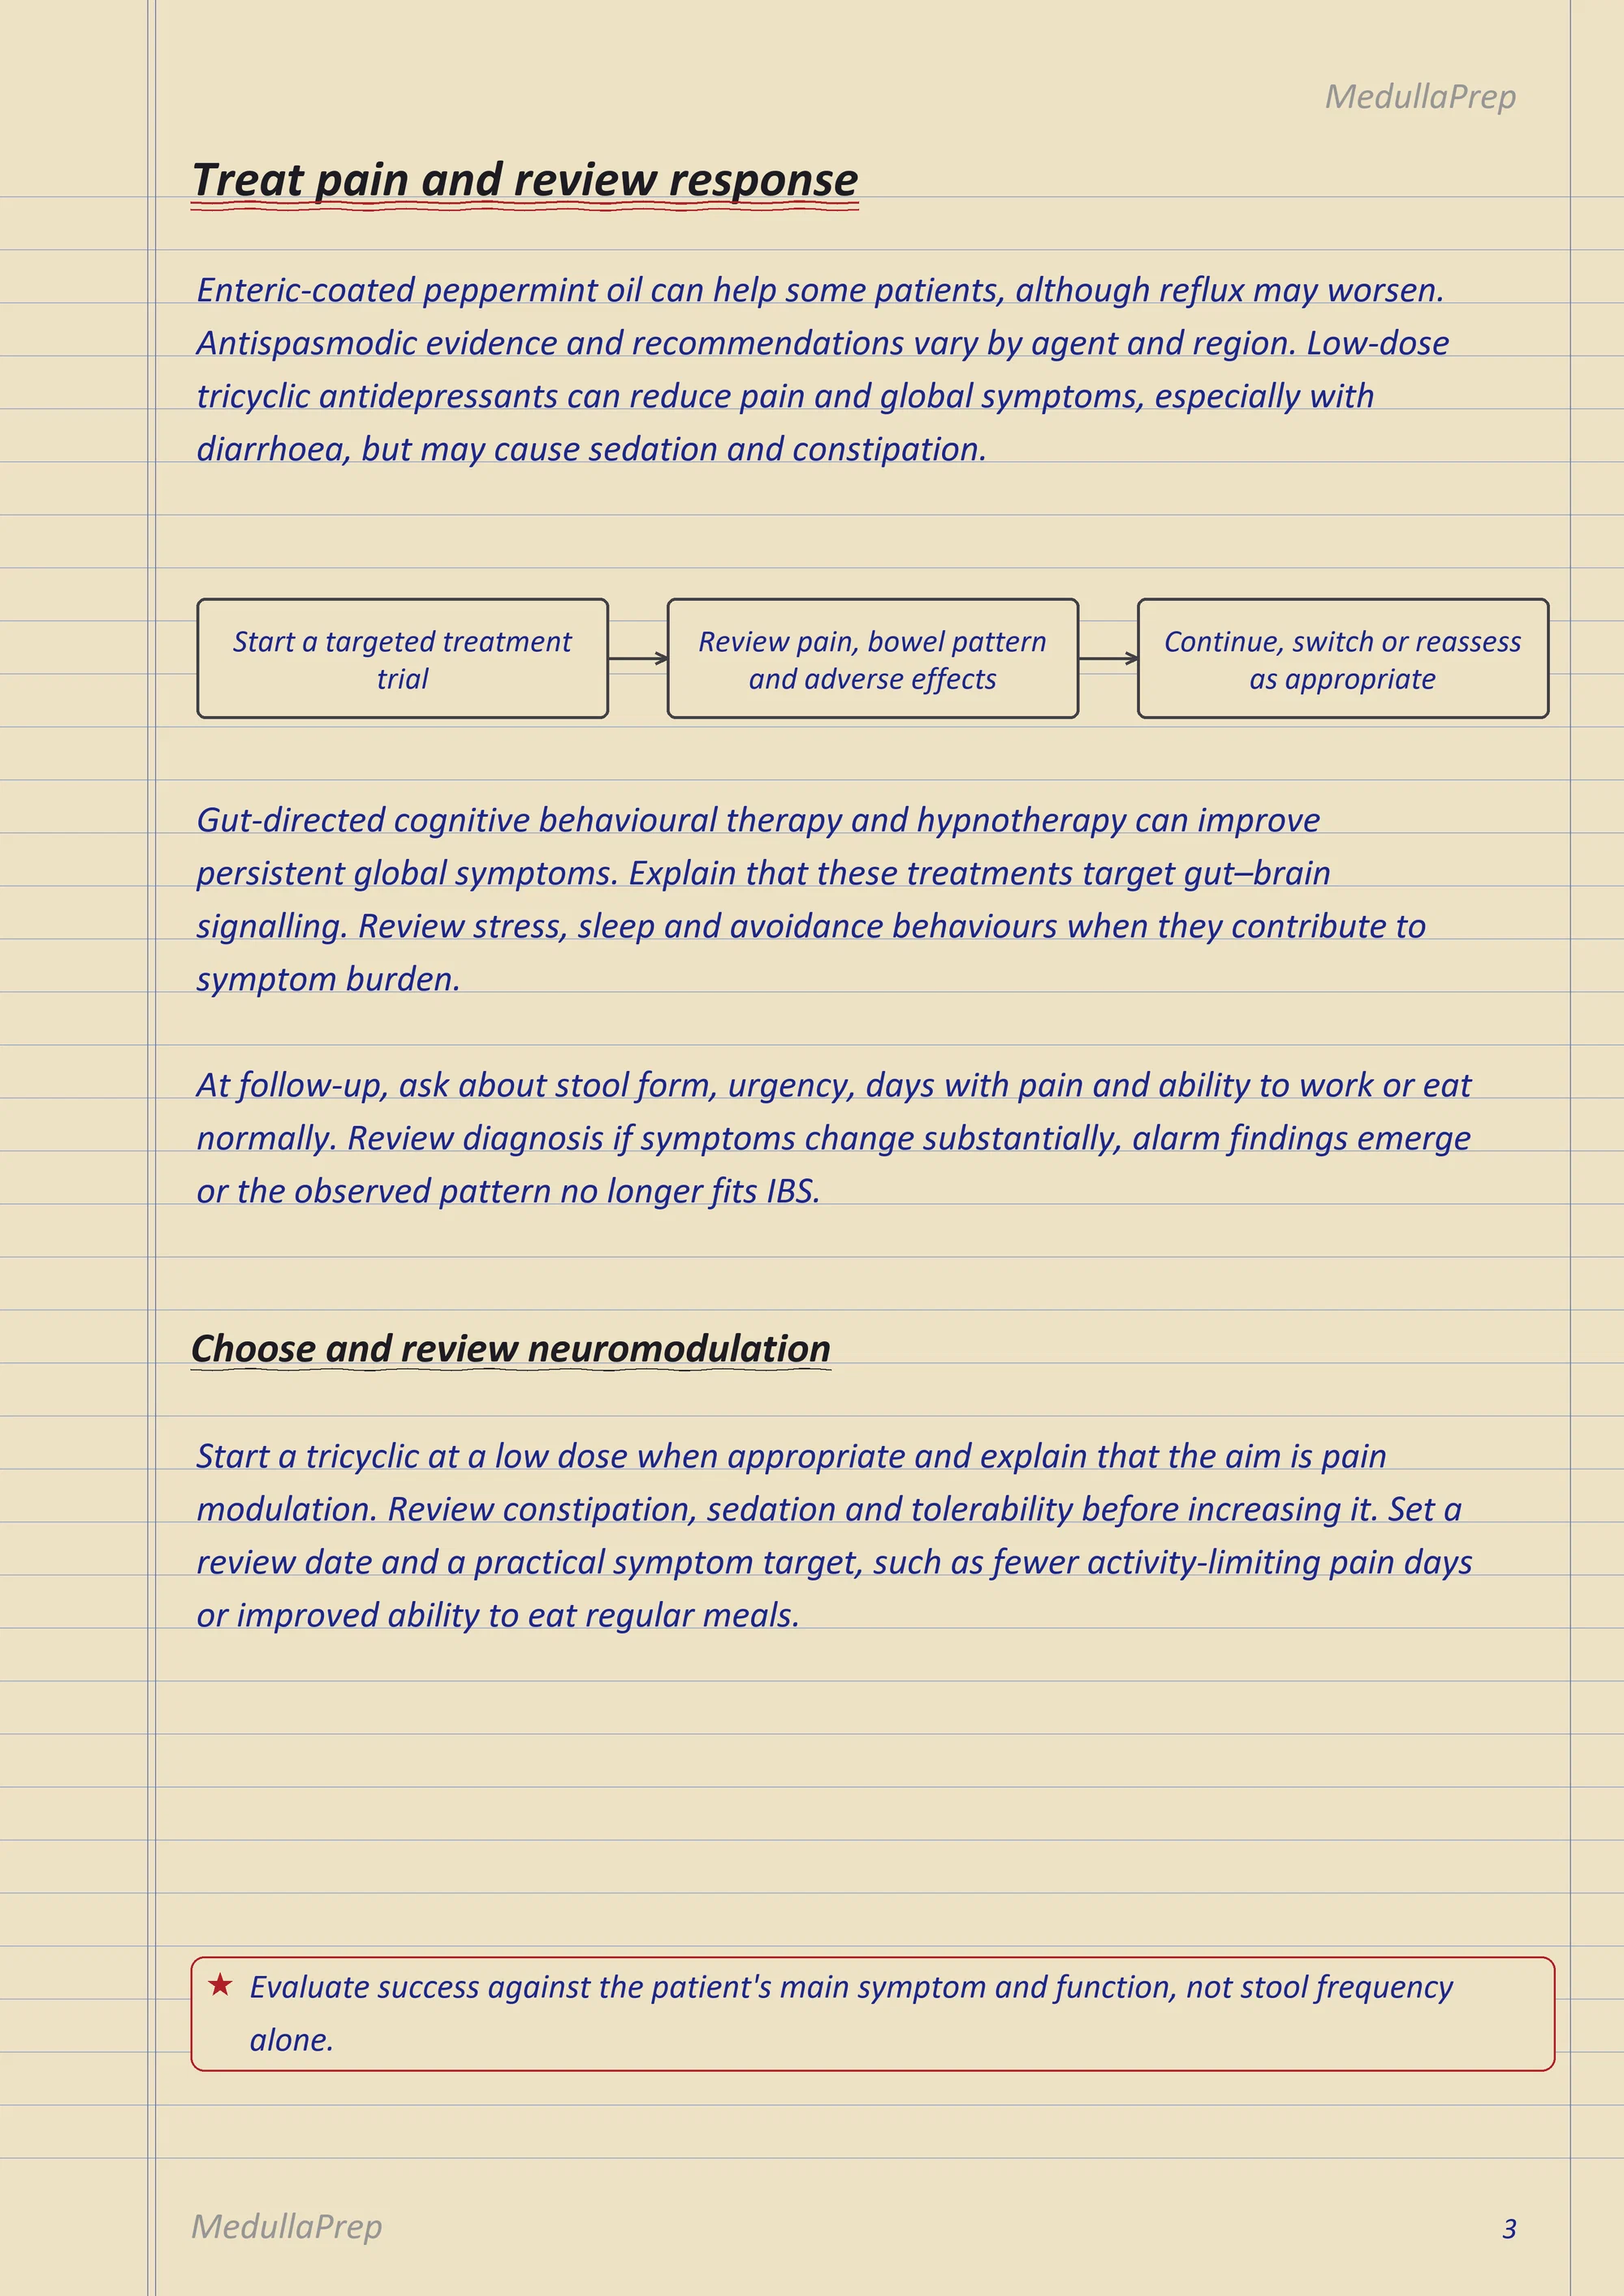 MedullaPrep
Treat pain and review response
Enteric-coated peppermint oil can help some patients, although reflux may worsen.
Antispasmodic evidence and recommendations vary by agent and region. Low-dose
tricyclic antidepressants can reduce pain and global symptoms, especially with
diarrhoea, but may cause sedation and constipation.
Start a targeted treatment
trial
Review pain, bowel pattern
and adverse effects
Continue, switch or reassess
as appropriate
Gut-directed cognitive behavioural therapy and hypnotherapy can improve
persistent global symptoms. Explain that these treatments target gut–brain
signalling. Review stress, sleep and avoidance behaviours when they contribute to
symptom burden.
At follow-up, ask about stool form, urgency, days with pain and ability to work or eat
normally. Review diagnosis if symptoms change substantially, alarm findings emerge
or the observed pattern no longer fits IBS.
Choose and review neuromodulation
Start a tricyclic at a low dose when appropriate and explain that the aim is pain
modulation. Review constipation, sedation and tolerability before increasing it. Set a
review date and a practical symptom target, such as fewer activity-limiting pain days
or improved ability to eat regular meals.
★ Evaluate success against the patient's main symptom and function, not stool frequency
alone.
MedullaPrep
3